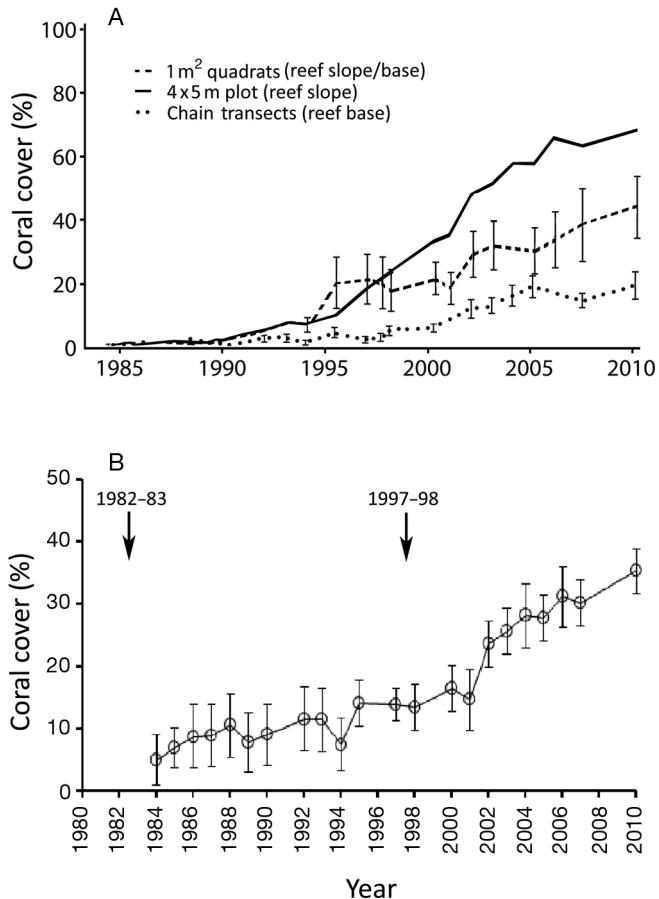 A
100
80
60
40
20
0
Coral cover (%)
1 m² quadrats (reef slope/base)
4 x 5 m plot (reef slope)
Chain transects (reef base)
1985 1990 1995 2000 2005 2010
B
50
40
30
20
10
0
Coral cover (%)
1982–83
1997–98
1980 1982 1984 1986 1988 1990 1992 1994 1996 1998 2000 2002 2004 2006 2008 2010
Year